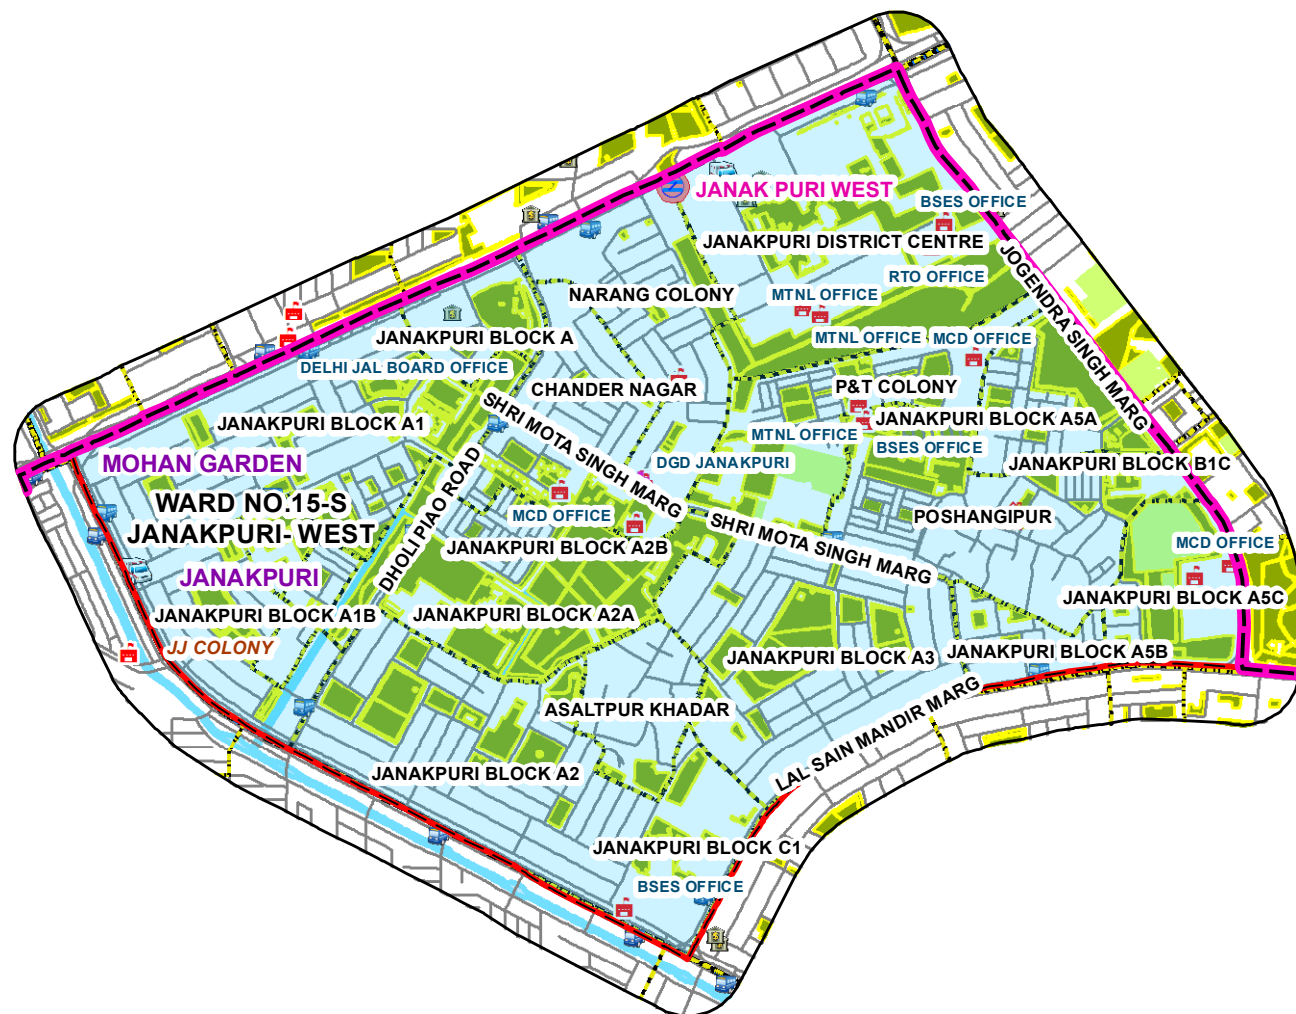 JANAK PURI WEST
BSES OFFICE
JANAKPURI DISTRICT CENTRE
RTO OFFICE
JOGENDRA SINGH MARG
NARANG COLONY
MTNL OFFICE
JANAKPURI BLOCK A
MTNL OFFICE
MCD OFFICE
DELHI JAL BOARD OFFICE
CHANDER NAGAR
P&T COLONY
SHRI MOTA SINGH MARG
JANAKPURI BLOCK A1
JANAKPURI BLOCK A5A
MTNL OFFICE
BSES OFFICE
MOHAN GARDEN
DGD JANAKPURI
JANAKPURI BLOCK B1C
WARD NO.15-S
JANAKPURI- WEST
DHOLI PIAO ROAD
MCD OFFICE
POSHANGIPUR
SHRI MOTA SINGH MARG
JANAKPURI BLOCK A2B
MCD OFFICE
JANAKPURI
JANAKPURI BLOCK A5C
JANAKPURI BLOCK A1B
JANAKPURI BLOCK A2A
JJ COLONY
JANAKPURI BLOCK A3
JANAKPURI BLOCK A5B
ASALTPUR KHADAR
LAL SAIN MANDIR MARG
JANAKPURI BLOCK A2
JANAKPURI BLOCK C1
BSES OFFICE